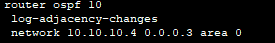 router ospf 10
log-adjacency-changes
network 10.10.10.4 0.0.0.3 area 0